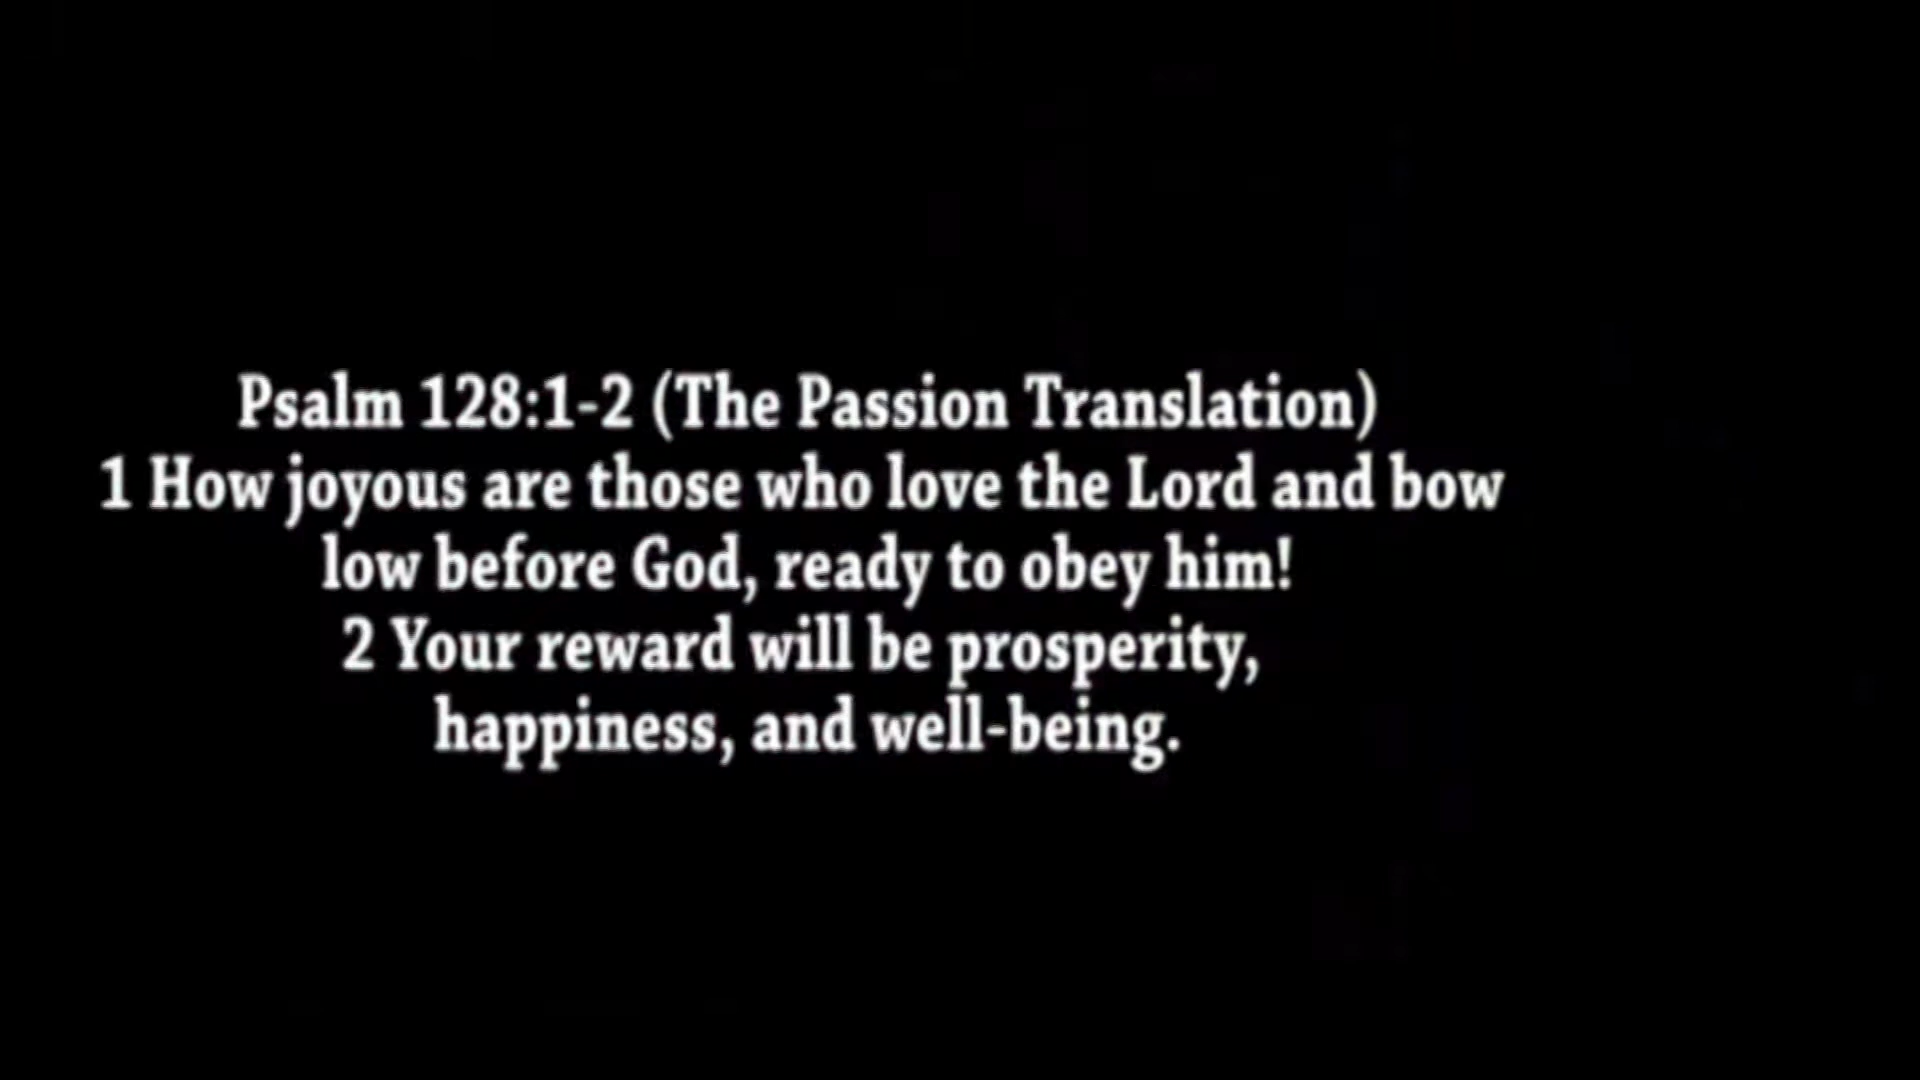 Psalm 128:1-2 (The Passion Translation)
1 How joyous are those who love the Lord and bow
low before God, ready to obey him!
2 Your reward will be prosperity,
happiness, and well-being.